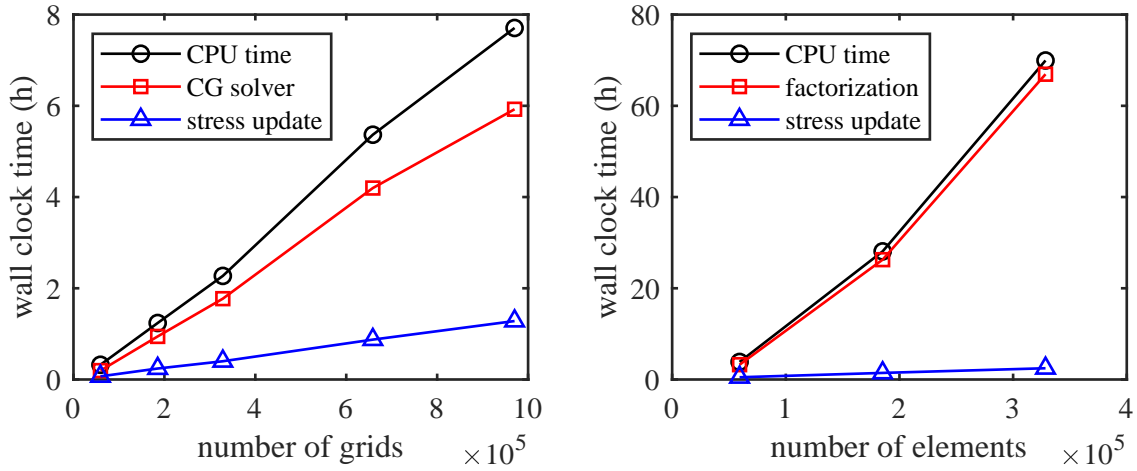 8
6
4
2
0
wall clock time (h)
CPU time
CG solver
stress update
0
2
4
6
8
10
number of grids
×10^5
80
60
40
20
0
wall clock time (h)
CPU time
factorization
stress update
0
1
2
3
4
number of elements
×10^5